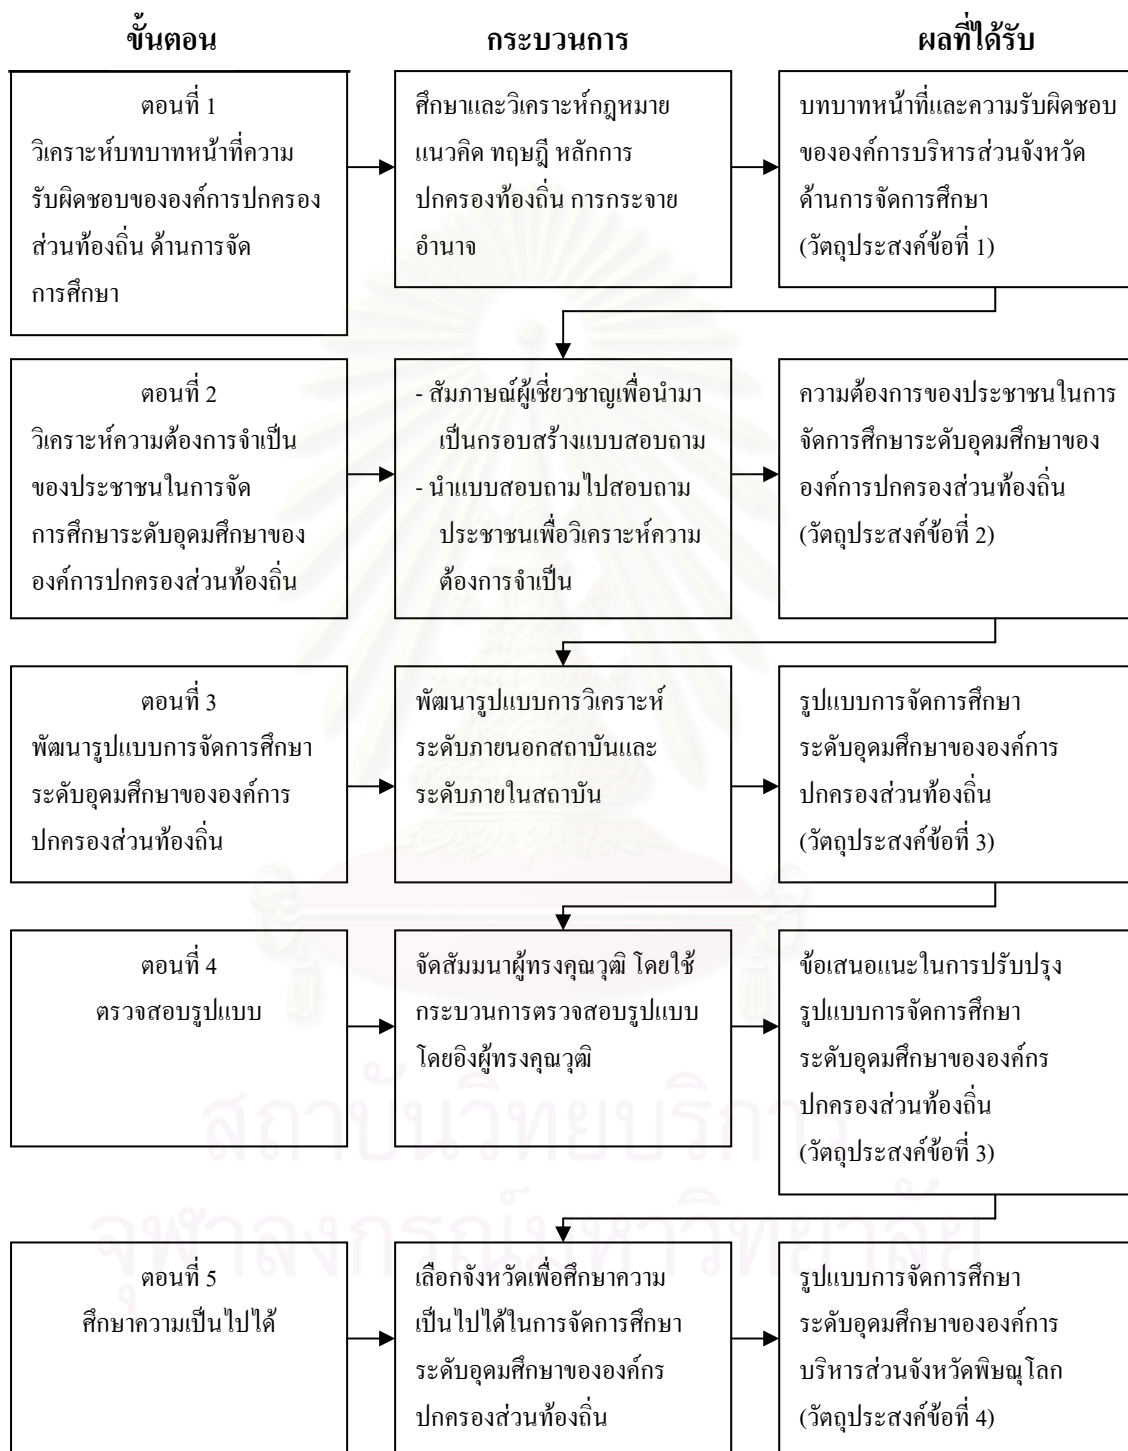 ขั้นตอน
กระบวนการ
ผลที่ได้รับ
ตอนที่ 1
วิเคราะห์บทบาทหน้าที่ความ
รับผิดชอบขององค์การปกครอง
ส่วนท้องถิ่น ด้านการจัด
การศึกษา
ศึกษาและวิเคราะห์กฎหมาย
แนวคิด ทฤษฎี หลักการ
ปกครองท้องถิ่น การกระจาย
อำนาจ
บทบาทหน้าที่และความรับผิดชอบ
ขององค์การบริหารส่วนจังหวัด
ด้านการจัดการศึกษา
(วัตถุประสงค์ข้อที่ 1)
ตอนที่ 2
วิเคราะห์ความต้องการจำเป็น
ของประชาชนในการจัด
การศึกษาระดับอุดมศึกษาของ
องค์การปกครองส่วนท้องถิ่น
- สัมภาษณ์ผู้เชี่ยวชาญเพื่อนำมา
เป็นกรอบสร้างแบบสอบถาม
- นำแบบสอบถามไปสอบถาม
ประชาชนเพื่อวิเคราะห์ความ
ต้องการจำเป็น
ความต้องการของประชาชนในการ
จัดการศึกษาระดับอุดมศึกษาของ
องค์การปกครองส่วนท้องถิ่น
(วัตถุประสงค์ข้อที่ 2)
ตอนที่ 3
พัฒนารูปแบบการจัดการศึกษา
ระดับอุดมศึกษาขององค์การ
ปกครองส่วนท้องถิ่น
พัฒนารูปแบบการวิเคราะห์
ระดับภายนอกสถาบันและ
ระดับภายในสถาบัน
รูปแบบการจัดการศึกษา
ระดับอุดมศึกษาขององค์การ
ปกครองส่วนท้องถิ่น
(วัตถุประสงค์ข้อที่ 3)
ตอนที่ 4
ตรวจสอบรูปแบบ
จัดสัมมนาผู้ทรงคุณวุฒิ โดยใช้
กระบวนการตรวจสอบรูปแบบ
โดยอิงผู้ทรงคุณวุฒิ
ข้อเสนอแนะในการปรับปรุง
รูปแบบการจัดการศึกษา
ระดับอุดมศึกษาขององค์กร
ปกครองส่วนท้องถิ่น
(วัตถุประสงค์ข้อที่ 3)
สถาบันวิทยบริการ
จุฬาลงกรณ์มหาวิทยาลัย
ตอนที่ 5
ศึกษาความเป็นไปได้
เลือกจังหวัดเพื่อศึกษาความ
เป็นไปได้ในการจัดการศึกษา
ระดับอุดมศึกษาขององค์กร
ปกครองส่วนท้องถิ่น
รูปแบบการจัดการศึกษา
ระดับอุดมศึกษาขององค์การ
บริหารส่วนจังหวัดพิษณุโลก
(วัตถุประสงค์ข้อที่ 4)